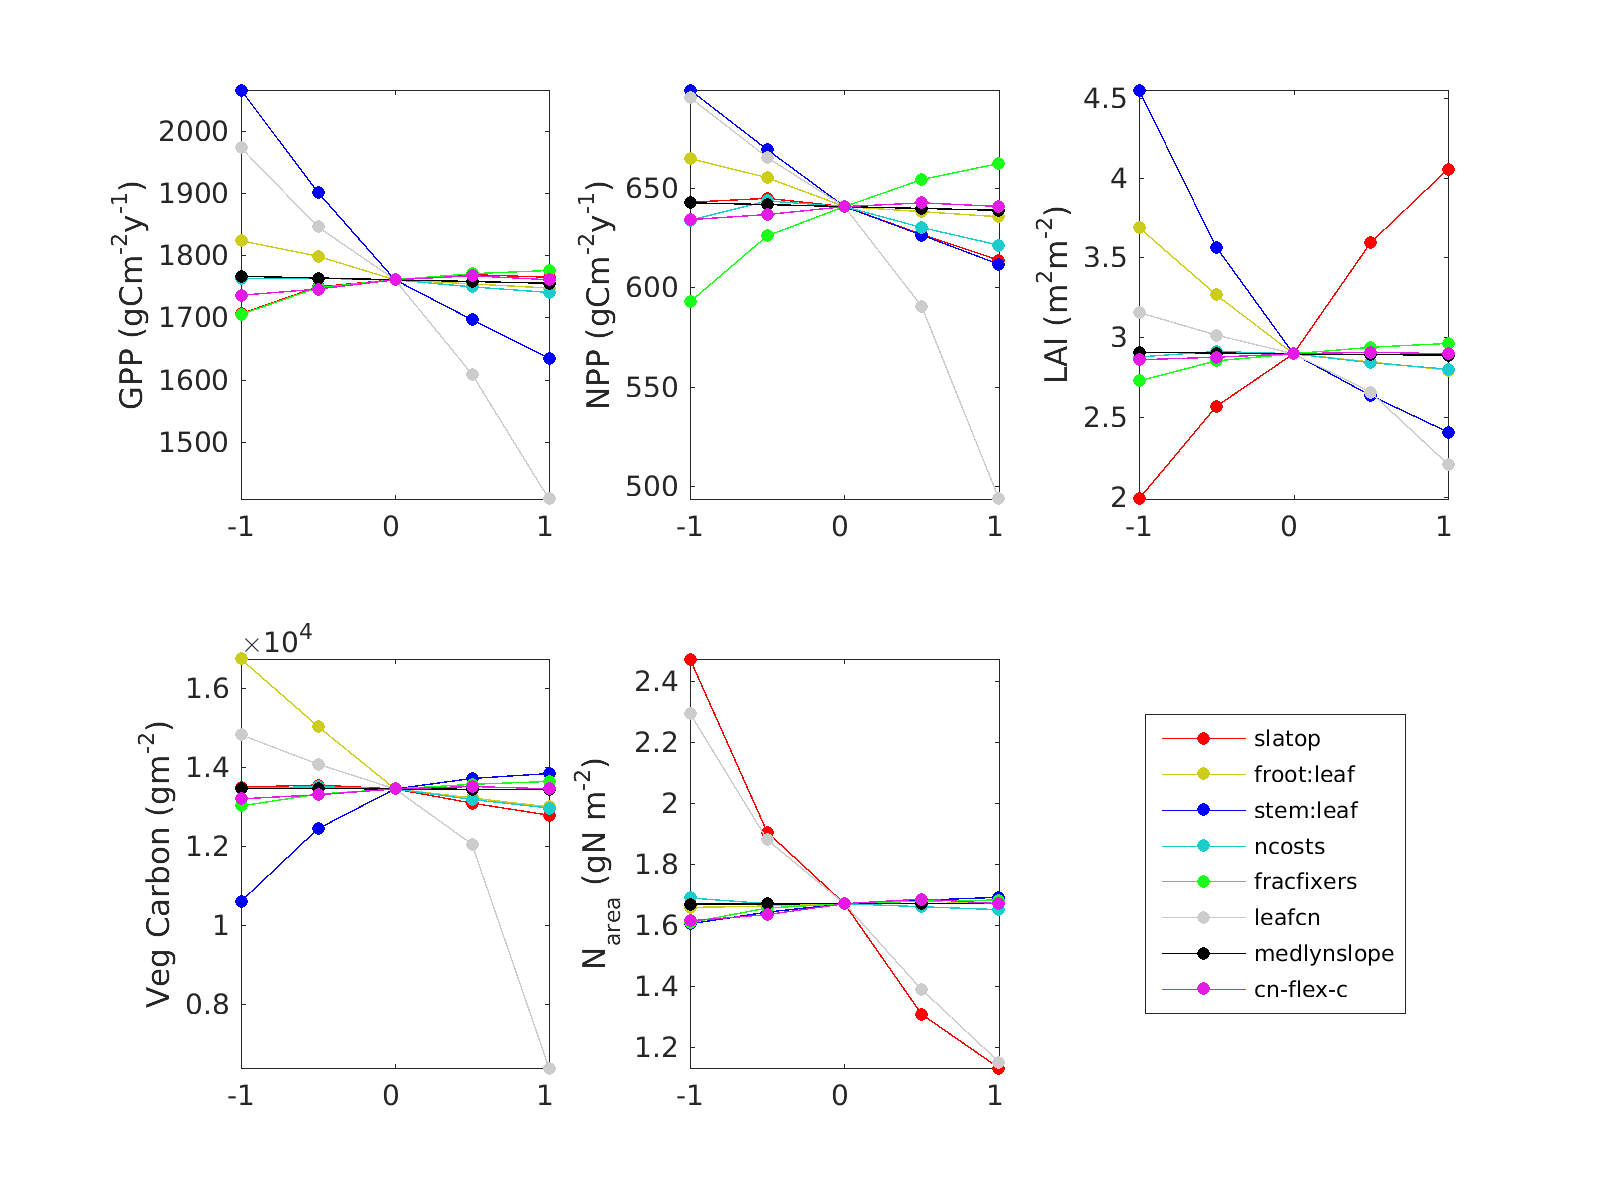 GPP (gCm⁻²y⁻¹)
2000
1900
1800
1700
1600
1500
-1 0 1
NPP (gCm⁻²y⁻¹)
650
600
550
500
-1 0 1
LAI (m²m⁻²)
4.5
4
3.5
3
2.5
2
-1 0 1
×10⁴
Veg Carbon (gm⁻²)
1.6
1.4
1.2
1
0.8
-1 0 1
N_area (gN m⁻²)
2.4
2.2
2
1.8
1.6
1.4
1.2
-1 0 1
slatop
froot:leaf
stem:leaf
ncosts
fracfixers
leafcn
medlynslope
cn-flex-c